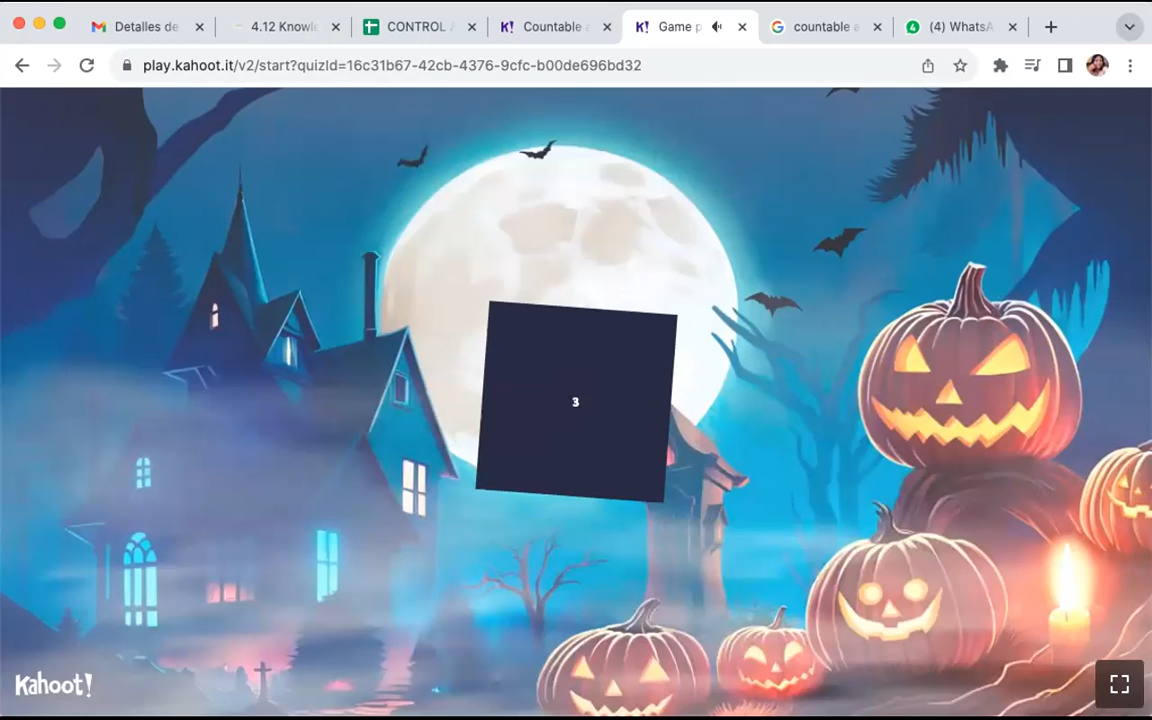 Detalles de
4.12 Knowle
CONTROL A
K! Countable a
K! Game p
G countable a
4 (4) WhatsA
play.kahoot.it/v2/start?quizId=16c31b67-42cb-4376-9cfc-b00de696bd32
3
Kahoot!